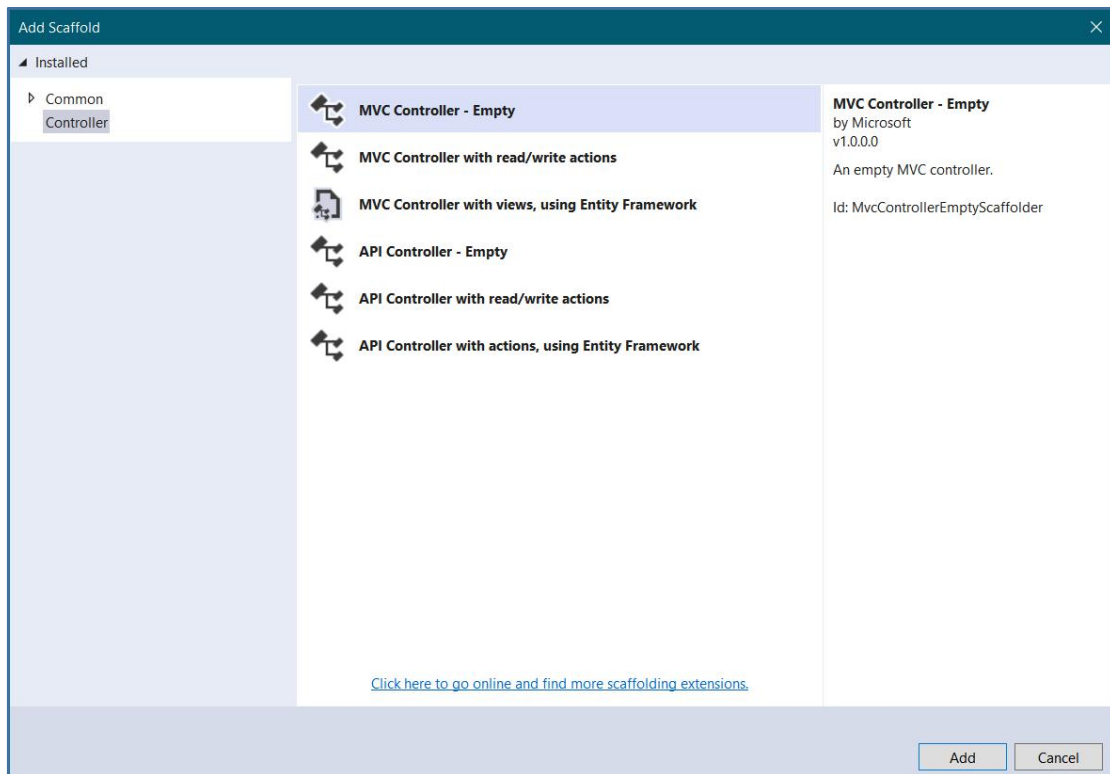 Add Scaffold
Installed
Common
Controller
MVC Controller - Empty
MVC Controller with read/write actions
MVC Controller with views, using Entity Framework
API Controller - Empty
API Controller with read/write actions
API Controller with actions, using Entity Framework
Click here to go online and find more scaffolding extensions.
MVC Controller - Empty
by Microsoft
v1.0.0.0
An empty MVC controller.
Id: MvcControllerEmptyScaffolder
Add
Cancel